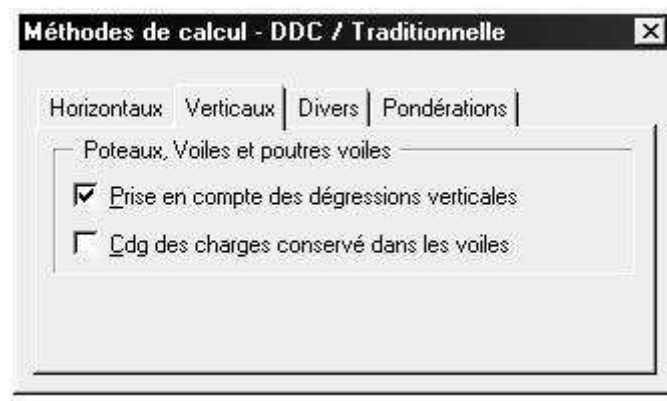 Méthodes de calcul - DDC / Traditionnelle
Horizontaux Verticaux Divers Pondérations
Poteaux, Voiles et poutres voiles
Prise en compte des dégressions verticales
Cdg des charges conservé dans les voiles